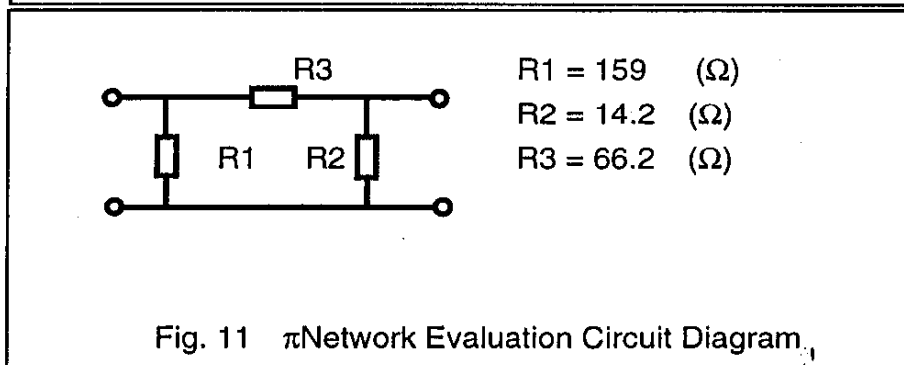 R3
R1 = 159 (Ω)
R2 = 14.2 (Ω)
R1 R2
R3 = 66.2 (Ω)
Fig. 11 πNetwork Evaluation Circuit Diagram